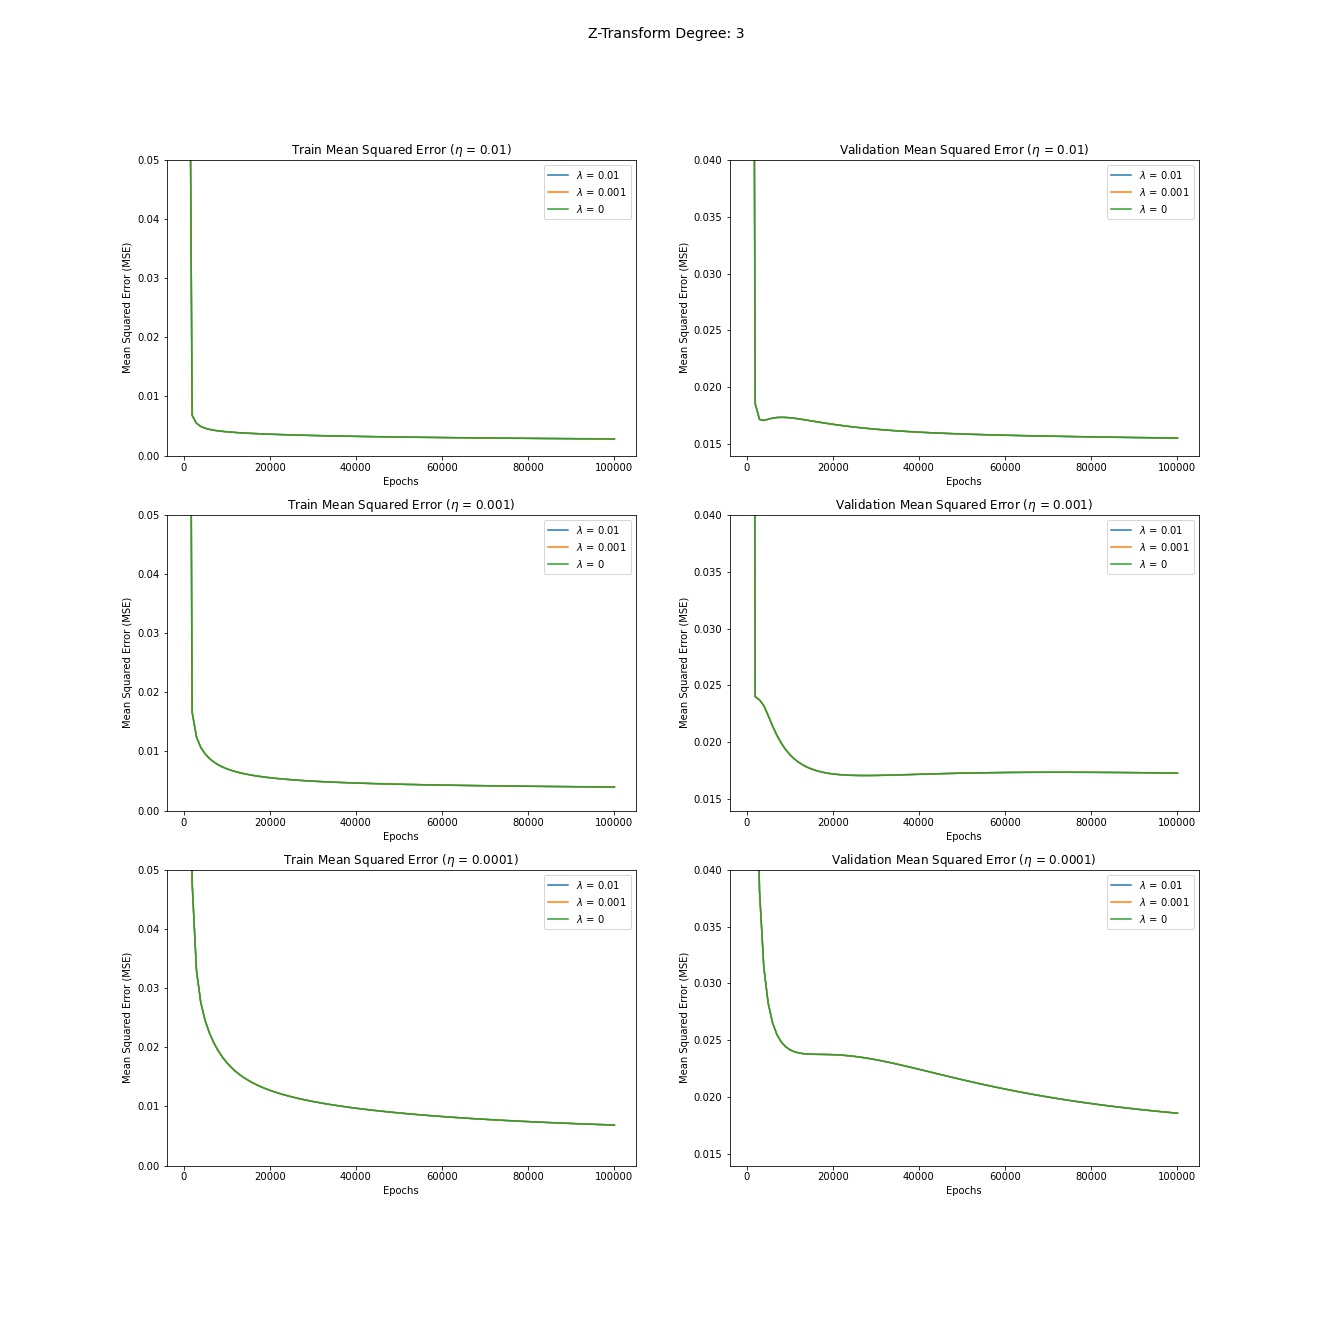 Z-Transform Degree: 3
Train Mean Squared Error (η = 0.01)
Mean Squared Error (MSE)
0.05
0.04
0.03
0.02
0.01
0.00
λ = 0.01
λ = 0.001
λ = 0
0 20000 40000 60000 80000 100000
Epochs
Validation Mean Squared Error (η = 0.01)
Mean Squared Error (MSE)
0.040
0.035
0.030
0.025
0.020
0.015
λ = 0.01
λ = 0.001
λ = 0
0 20000 40000 60000 80000 100000
Epochs
Train Mean Squared Error (η = 0.001)
Mean Squared Error (MSE)
0.05
0.04
0.03
0.02
0.01
0.00
λ = 0.01
λ = 0.001
λ = 0
0 20000 40000 60000 80000 100000
Epochs
Validation Mean Squared Error (η = 0.001)
Mean Squared Error (MSE)
0.040
0.035
0.030
0.025
0.020
0.015
λ = 0.01
λ = 0.001
λ = 0
0 20000 40000 60000 80000 100000
Epochs
Train Mean Squared Error (η = 0.0001)
Mean Squared Error (MSE)
0.05
0.04
0.03
0.02
0.01
0.00
λ = 0.01
λ = 0.001
λ = 0
0 20000 40000 60000 80000 100000
Epochs
Validation Mean Squared Error (η = 0.0001)
Mean Squared Error (MSE)
0.040
0.035
0.030
0.025
0.020
0.015
λ = 0.01
λ = 0.001
λ = 0
0 20000 40000 60000 80000 100000
Epochs